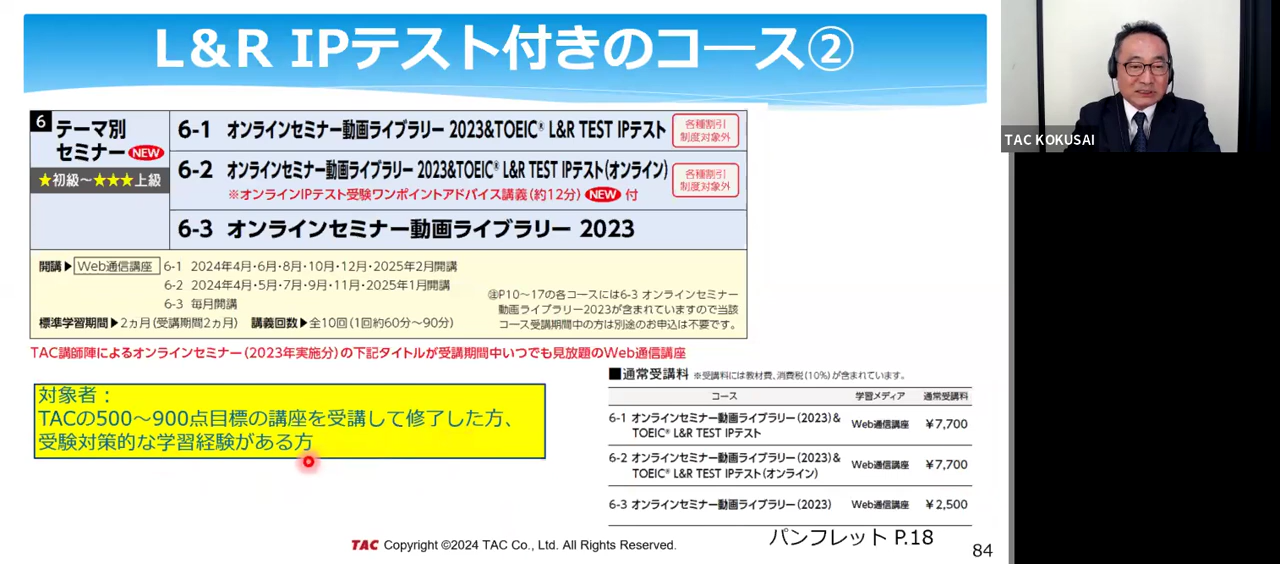 L&R IPテスト付きのコース②
TAC KOKUSAI
6 テーマ別
セミナー NEW
★初級～★★★上級
6-1 オンラインセミナー動画ライブラリー 2023&TOEIC® L&R TEST IPテスト
各種割引
制度対象外
6-2 オンラインセミナー動画ライブラリー 2023&TOEIC® L&R TEST IPテスト(オンライン)
※オンラインIPテスト受験ワンポイントアドバイス講義(約12分) NEW 付
各種割引
制度対象外
6-3 オンラインセミナー動画ライブラリー 2023
開講▶ Web通信講座 6-1 2024年4月・6月・8月・10月・12月・2025年2月開講
6-2 2024年4月・5月・7月・9月・11月・2025年1月開講
6-3 毎月開講
標準学習期間▶2ヵ月(受講期間2ヵ月) 講義回数▶全10回(1回約60分～90分)
㊟P10～17の各コースには6-3 オンラインセミナー
動画ライブラリー2023が含まれていますので当該
コース受講期間中の方は別途のお申込は不要です。
TAC講師陣によるオンラインセミナー(2023年実施分)の下記タイトルが受講期間中いつでも見放題のWeb通信講座
対象者：
TACの500～900点目標の講座を受講して修了した方、
受験対策的な学習経験がある方
■通常受講料 ※受講料には教材費、消費税(10%)が含まれています。
コース 学習メディア 通常受講料
6-1 オンラインセミナー動画ライブラリー(2023)&
TOEIC® L&R TEST IPテスト Web通信講座 ¥7,700
6-2 オンラインセミナー動画ライブラリー(2023)&
TOEIC® L&R TEST IPテスト(オンライン) Web通信講座 ¥7,700
6-3 オンラインセミナー動画ライブラリー(2023) Web通信講座 ¥2,500
パンフレット P.18
TAC Copyright ©2024 TAC Co., Ltd. All Rights Reserved.
84